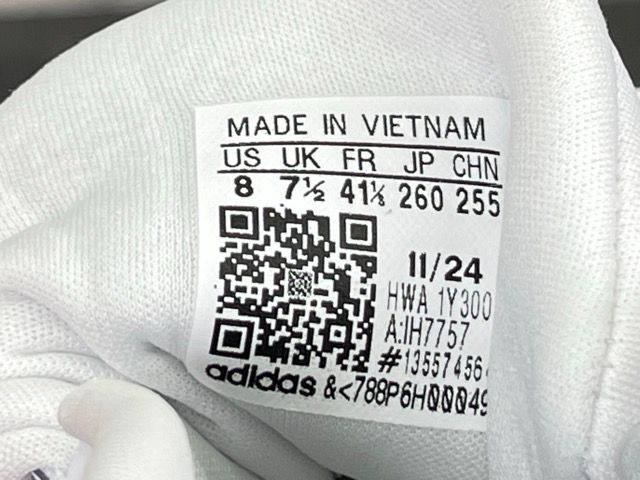 MADE IN VIETNAM
US UK FR JP CHN
8 7½ 41⅓ 260 255
11/24
HWA 1Y300
A:IH7757
#13557456
adidas &<788P6H00049